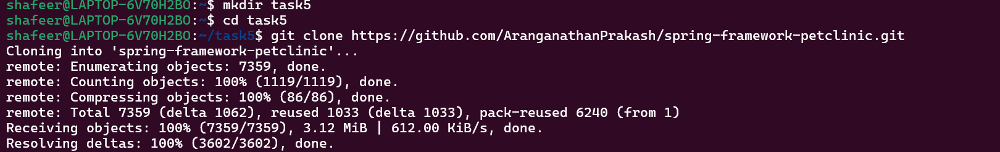 shafeer@LAPTOP-6V70H2BO:~$ mkdir task5
shafeer@LAPTOP-6V70H2BO:~$ cd task5
shafeer@LAPTOP-6V70H2BO:~/task5$ git clone https://github.com/AranganathanPrakash/spring-framework-petclinic.git
Cloning into 'spring-framework-petclinic'...
remote: Enumerating objects: 7359, done.
remote: Counting objects: 100% (1119/1119), done.
remote: Compressing objects: 100% (86/86), done.
remote: Total 7359 (delta 1062), reused 1033 (delta 1033), pack-reused 6240 (from 1)
Receiving objects: 100% (7359/7359), 3.12 MiB | 612.00 KiB/s, done.
Resolving deltas: 100% (3602/3602), done.